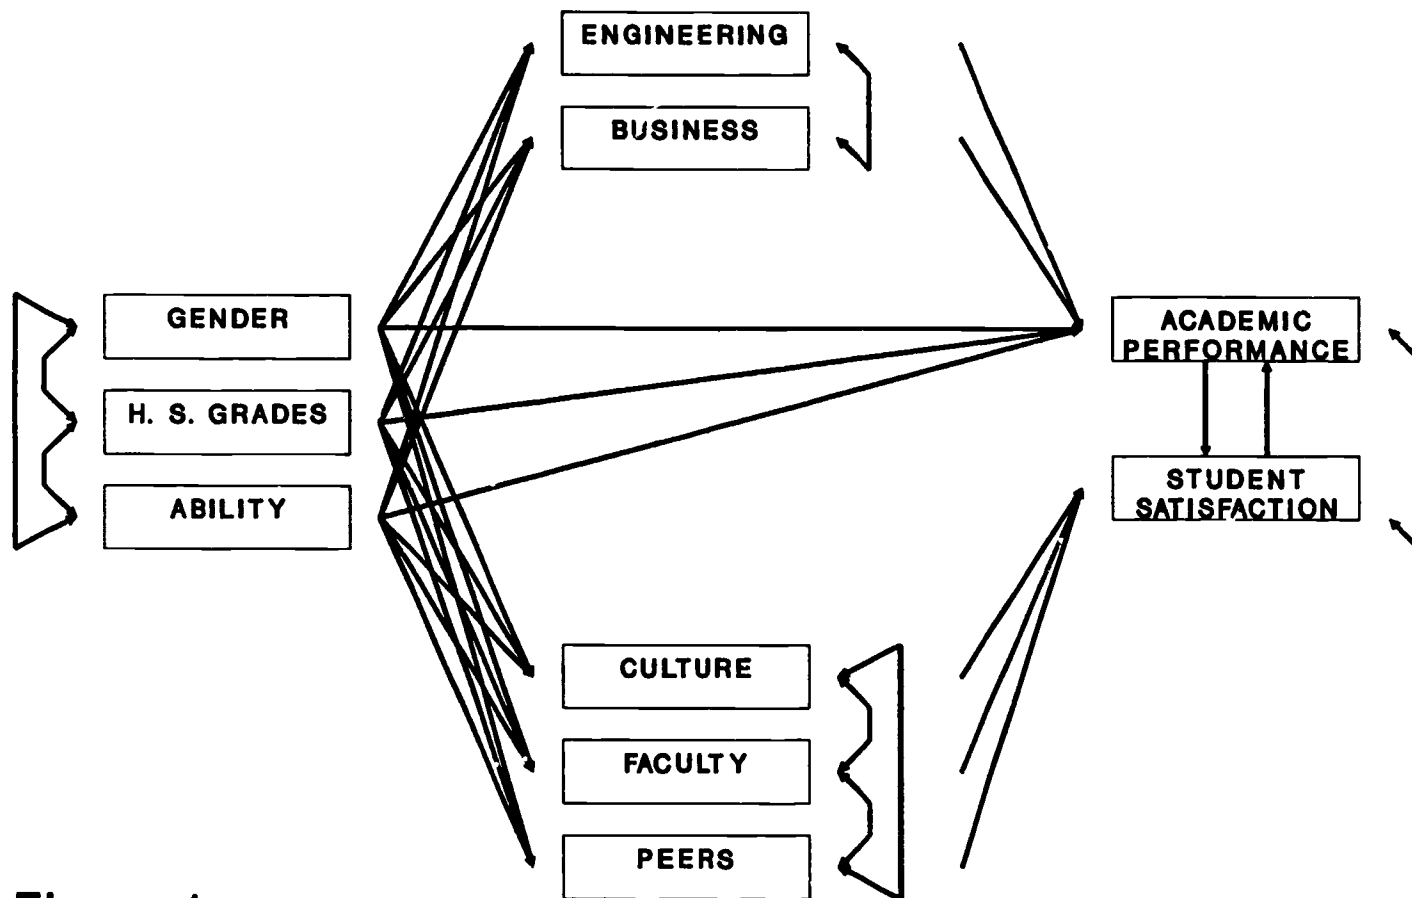 ENGINEERING
BUSINESS
GENDER
H. S. GRADES
ABILITY
ACADEMIC
PERFORMANCE
STUDENT
SATISFACTION
CULTURE
FACULTY
PEERS